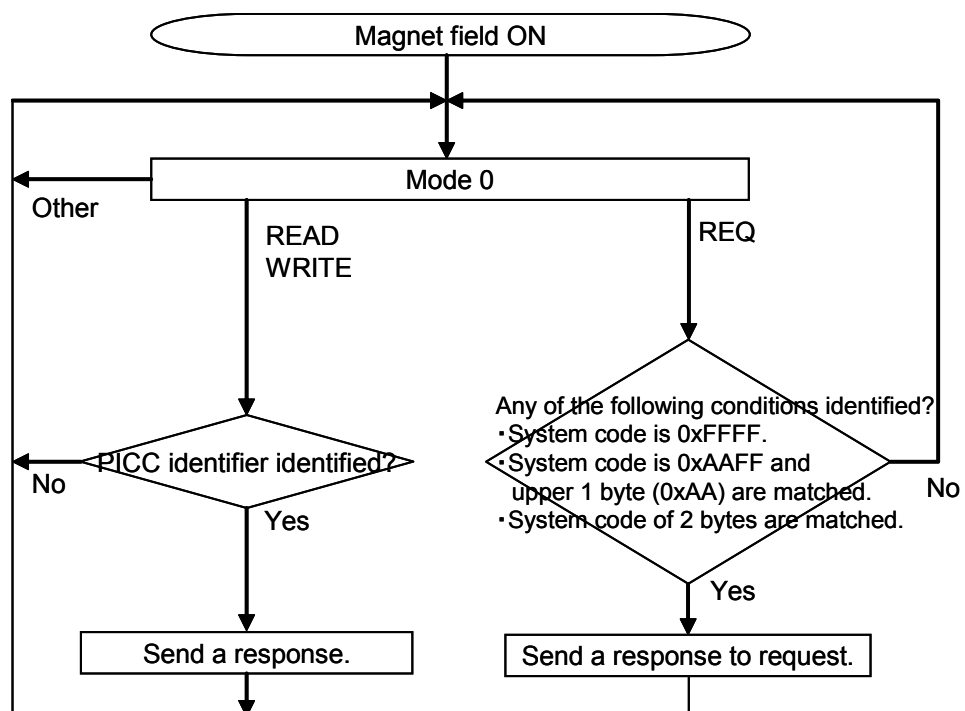 Magnet field ON
Mode 0
Other
READ
WRITE
REQ
Any of the following conditions identified?
・System code is 0xFFFF.
・System code is 0xAAFF and
upper 1 byte (0xAA) are matched.
・System code of 2 bytes are matched.
PICC identifier identified?
No
No
Yes
Yes
Send a response.
Send a response to request.